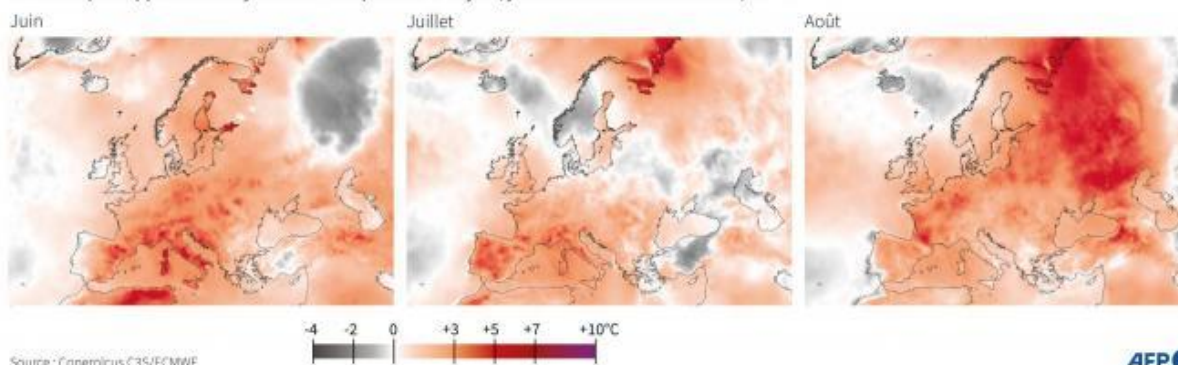 Juin
Juillet
Août
-4 -2 0 +3 +5 +7 +10°C
Source : Copernicus C3S/ECMWF
AFP